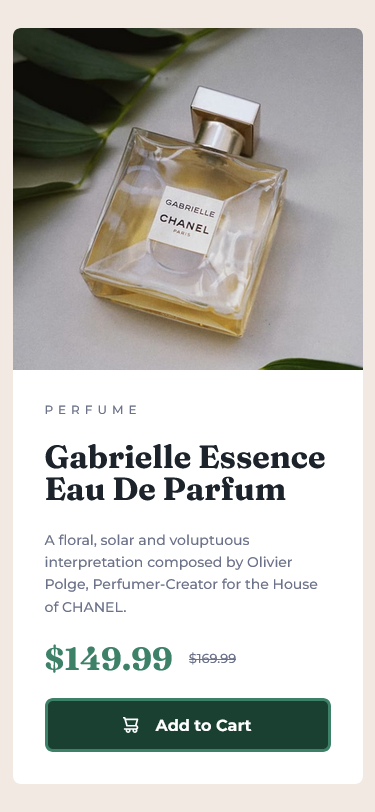 GABRIELLE
CHANEL
PARIS
PERFUME
Gabrielle Essence
Eau De Parfum
A floral, solar and voluptuous
interpretation composed by Olivier
Polge, Perfumer-Creator for the House
of CHANEL.
$149.99 $169.99
Add to Cart